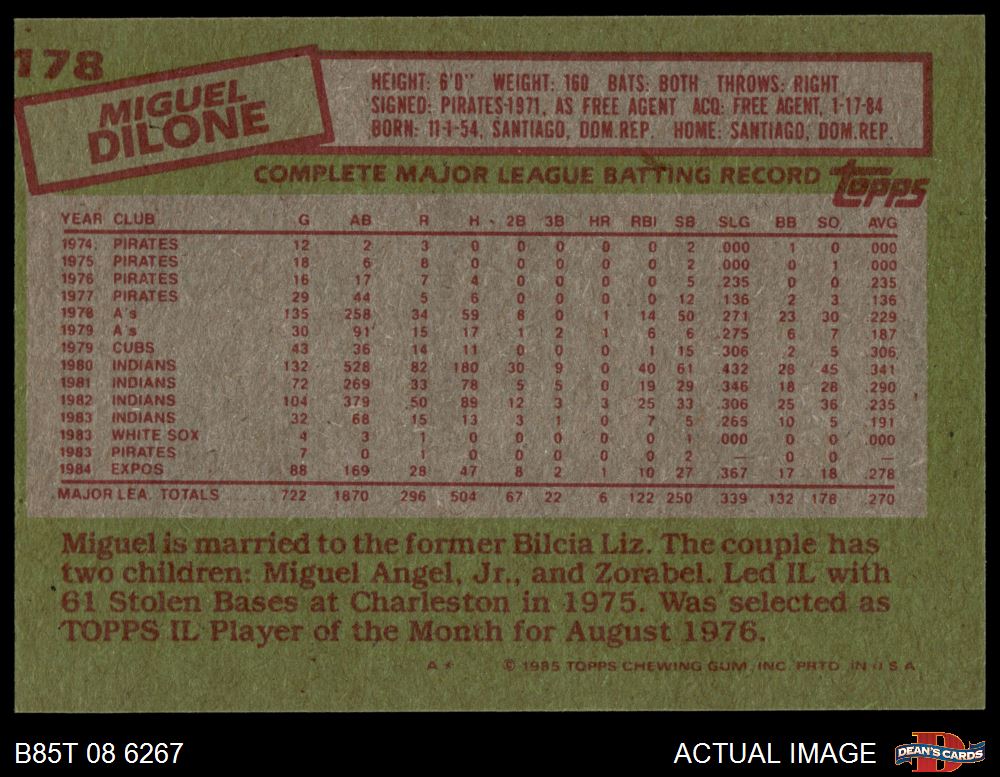 178
MIGUEL
DILONE
HEIGHT: 6'0" WEIGHT: 160 BATS: BOTH THROWS: RIGHT
SIGNED: PIRATES-1971, AS FREE AGENT ACQ: FREE AGENT, 1-17-84
BORN: 11-1-54, SANTIAGO, DOM.REP. HOME: SANTIAGO, DOM.REP.
COMPLETE MAJOR LEAGUE BATTING RECORD topps
YEAR CLUB G AB R H 2B 3B HR RBI SB SLG BB SO AVG
1974 PIRATES 12 2 3 0 0 0 0 0 2 .000 1 0 .000
1975 PIRATES 18 6 8 0 0 0 0 0 2 .000 0 1 .000
1976 PIRATES 16 17 7 4 0 0 0 0 5 .235 0 0 .235
1977 PIRATES 29 44 5 6 0 0 0 0 12 .136 2 3 .136
1978 A's 135 258 34 59 8 0 1 14 50 .271 23 30 .229
1979 A's 30 91 15 17 1 2 1 6 6 .275 6 7 .187
1979 CUBS 43 36 14 11 0 0 0 1 15 .306 2 5 .306
1980 INDIANS 132 528 82 180 30 9 0 40 61 .432 28 45 .341
1981 INDIANS 72 269 33 78 5 5 0 19 29 .346 18 28 .290
1982 INDIANS 104 379 50 89 12 3 3 25 33 .306 25 36 .235
1983 INDIANS 32 68 15 13 3 1 0 7 5 .265 10 5 .191
1983 WHITE SOX 4 3 1 0 0 0 0 0 1 .000 0 0 .000
1983 PIRATES 7 0 1 0 0 0 0 0 2 — 0 0 —
1984 EXPOS 88 169 28 47 8 2 1 10 27 .367 17 18 .278
MAJOR LEA. TOTALS 722 1870 296 504 67 22 6 122 250 .339 132 178 .270
Miguel is married to the former Bilcia Liz. The couple has
two children: Miguel Angel, Jr., and Zorabel. Led IL with
61 Stolen Bases at Charleston in 1975. Was selected as
TOPPS IL Player of the Month for August 1976.
A* © 1985 TOPPS CHEWING GUM, INC. PRTD. IN U.S.A.
B85T 08 6267 ACTUAL IMAGE DEAN'S CARDS